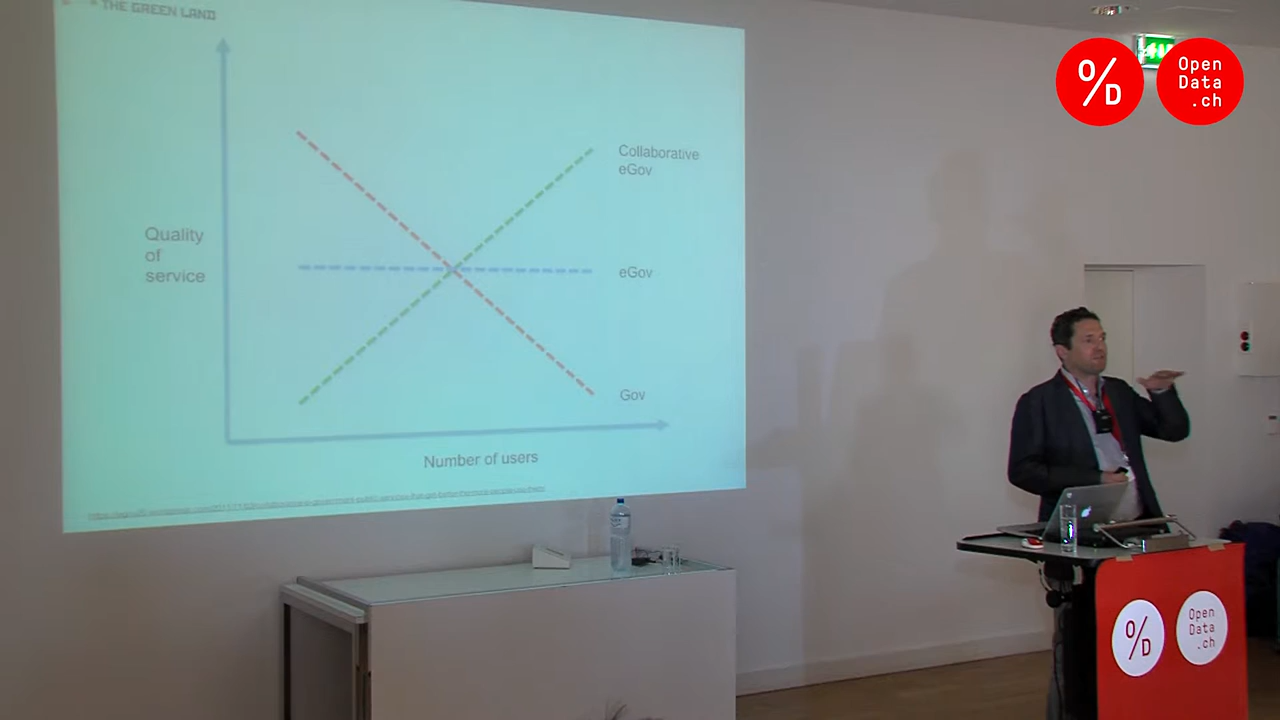 THE GREEN LAND
Collaborative
eGov
Quality
of
service
eGov
Gov
Number of users
%D
Open
Data
.ch
%D
Open
Data
.ch